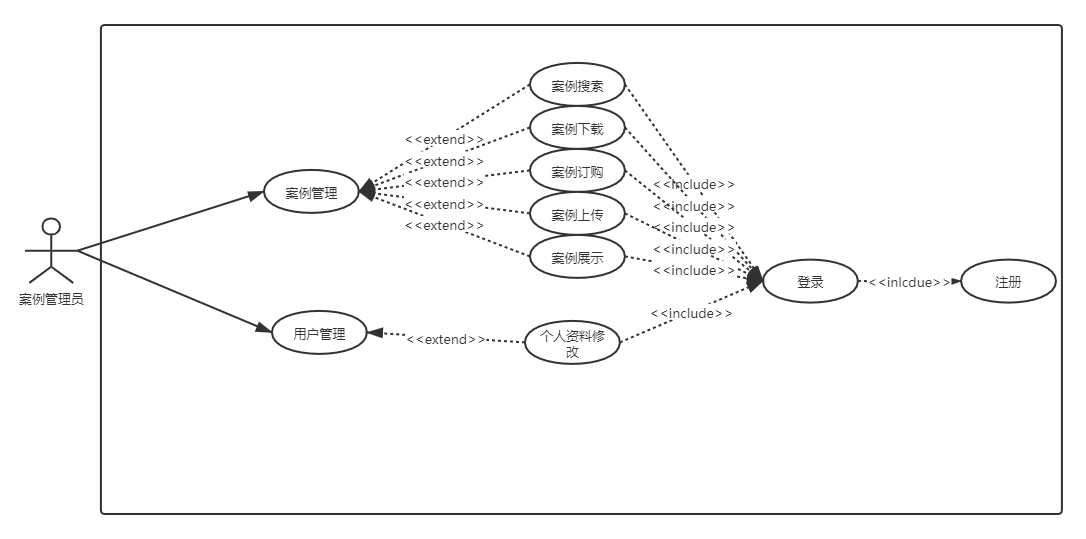 案例搜索
案例下载
<<extend>>
<<extend>>
案例订购
<<extend>>
<<include>>
案例管理
<<extend>>
<<include>>
案例上传
<<extend>>
<<include>>
<<include>>
案例展示
<<include>>
登录
<<inlcdue>>
注册
案例管理员
<<include>>
用户管理
<<extend>>
个人资料修
改